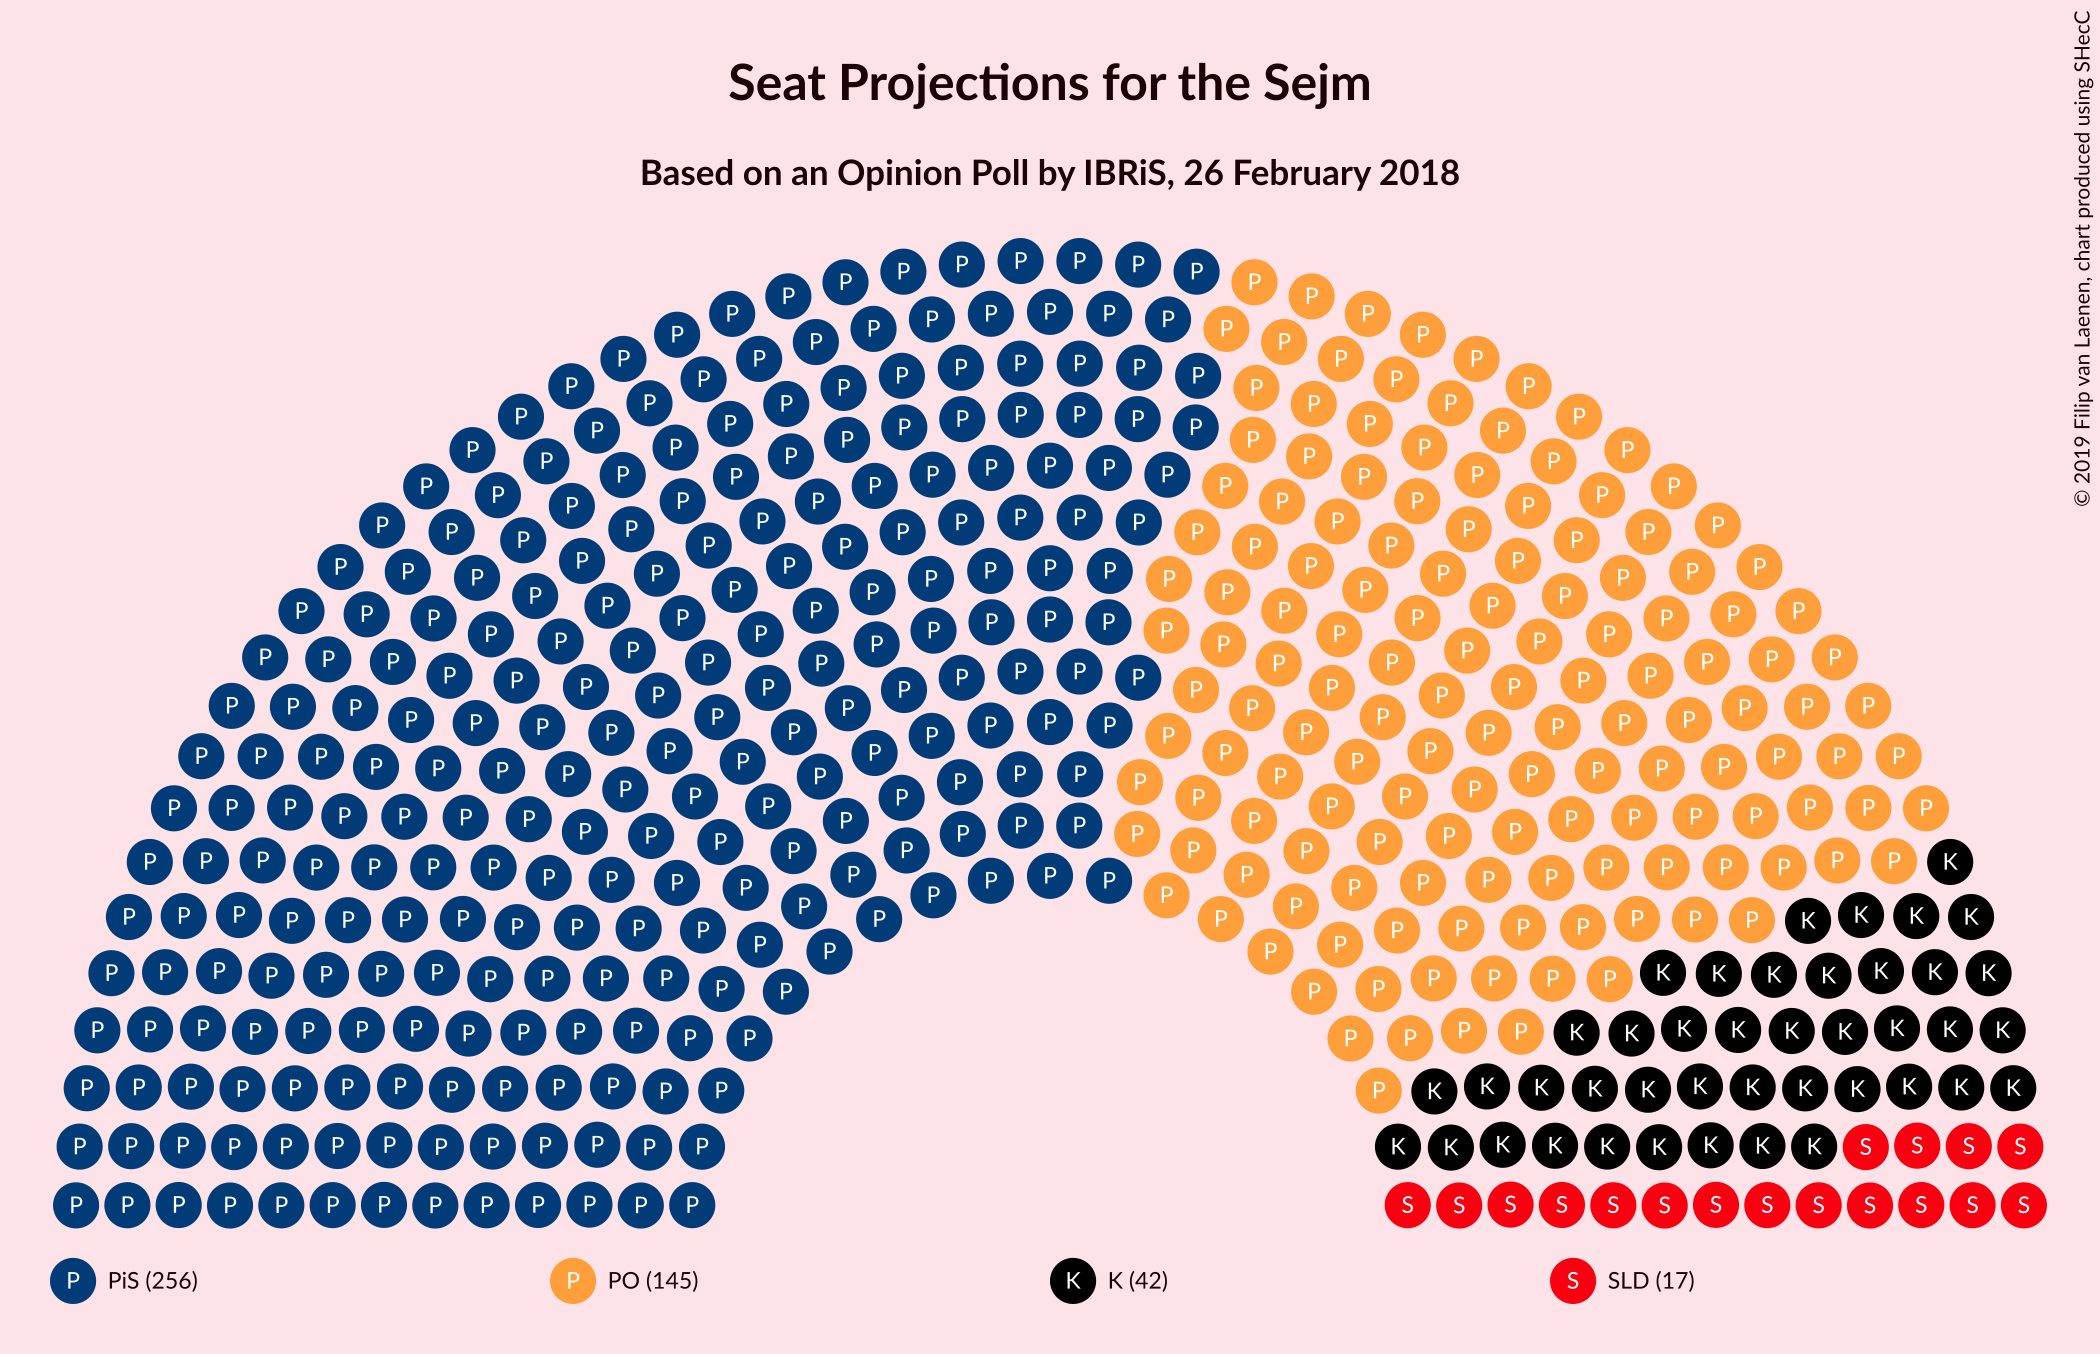 Seat Projections for the Sejm
Based on an Opinion Poll by IBRiS, 26 February 2018
© 2019 Filip van Laenen, chart produced using SHecC
P PiS (256)
P PO (145)
K K (42)
S SLD (17)